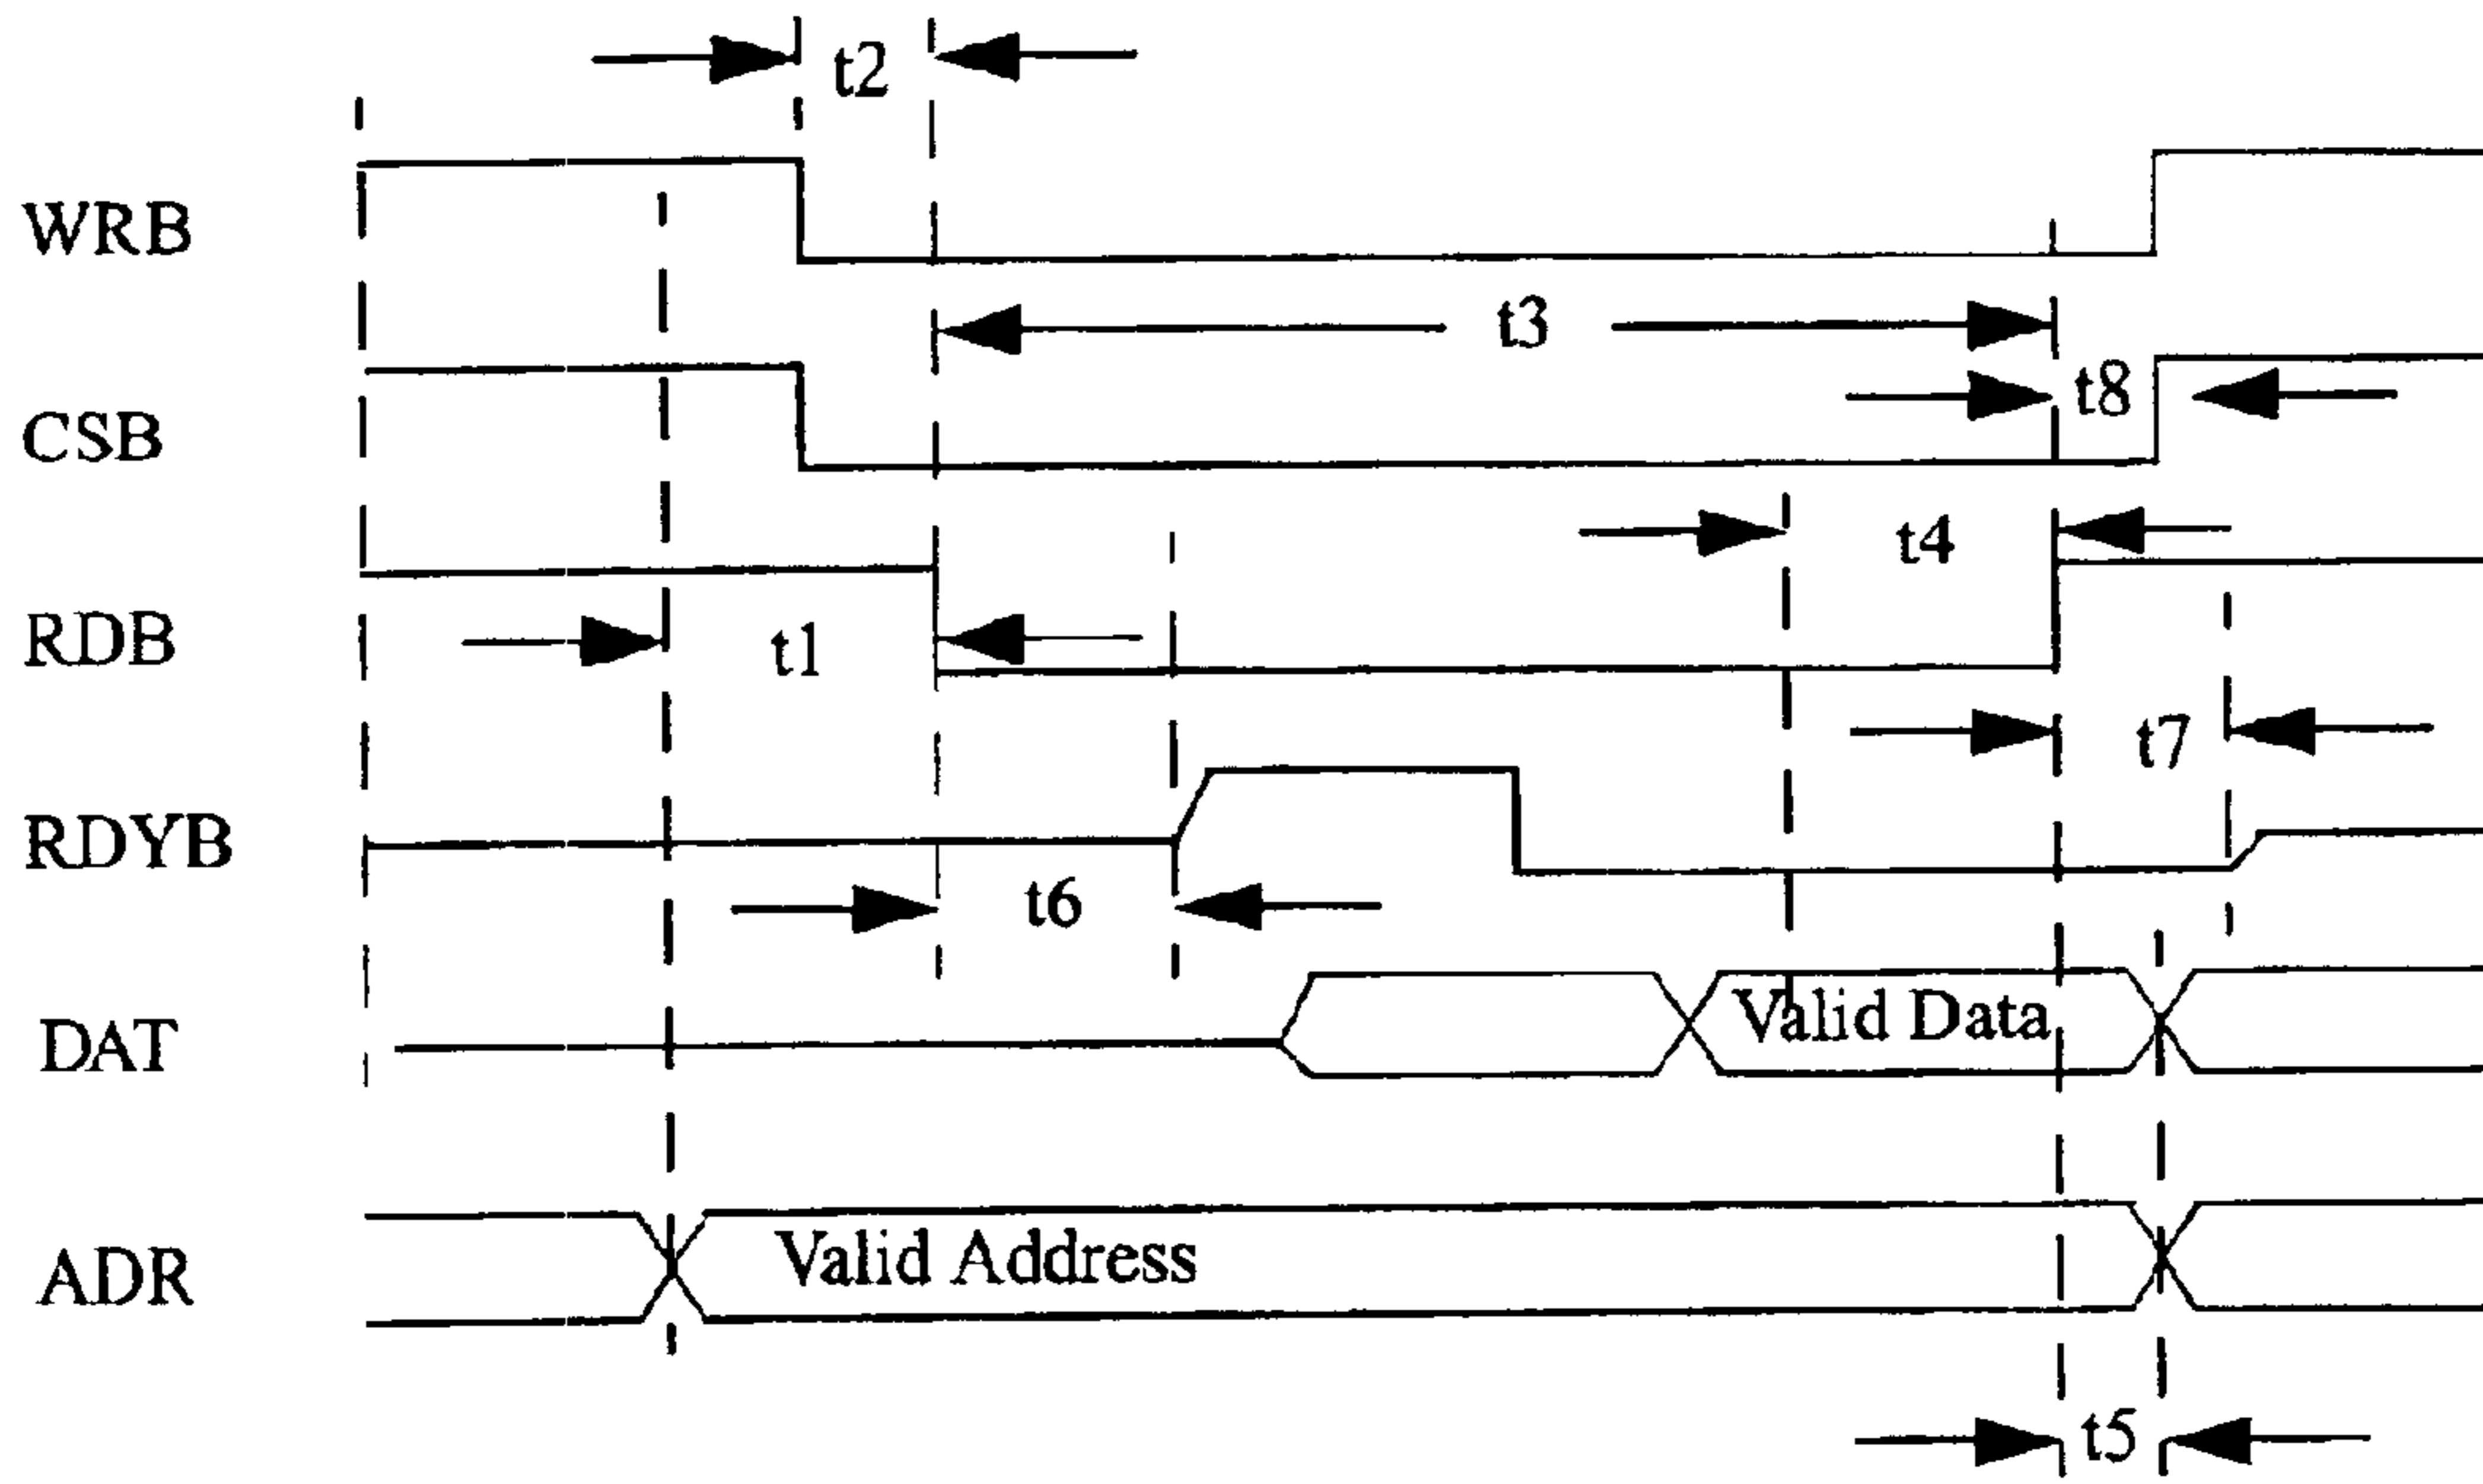 t2
WRB
t3
t8
CSB
t4
RDB
t1
t7
RDYB
t6
DAT
Valid Data
ADR
Valid Address
t5